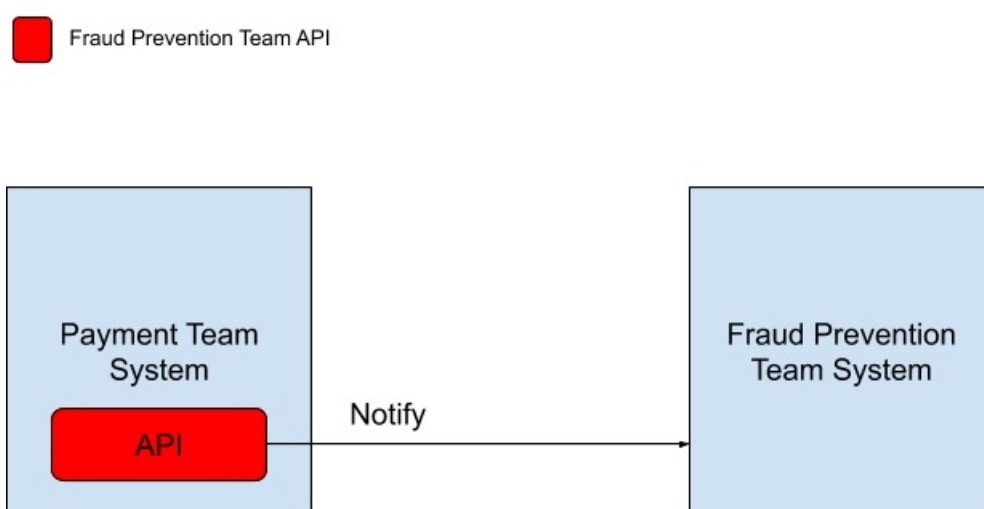 Fraud Prevention Team API
Payment Team
System
Fraud Prevention
Team System
Notify
API